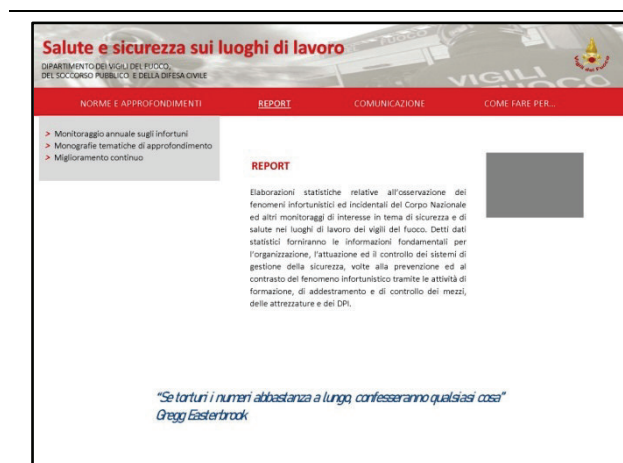 Salute e sicurezza sui luoghi di lavoro
DIPARTIMENTO DEI VIGILI DEL FUOCO,
DEL SOCCORSO PUBBLICO E DELLA DIFESA CIVILE
VIGILI
FUOCO
NORME E APPROFONDIMENTI
REPORT
COMUNICAZIONE
COME FARE PER...
> Monitoraggio annuale sugli infortuni
> Monografie tematiche di approfondimento
> Miglioramento continuo
REPORT
Elaborazioni statistiche relative all'osservazione dei
fenomeni infortunistici ed incidentali del Corpo Nazionale
ed altri monitoraggi di interesse in tema di sicurezza e di
salute nei luoghi di lavoro dei vigili del fuoco. Detti dati
statistici forniranno le informazioni fondamentali per
l'organizzazione, l'attuazione ed il controllo dei sistemi di
gestione della sicurezza, volte alla prevenzione ed al
contrasto del fenomeno infortunistico tramite le attività di
formazione, di addestramento e di controllo dei mezzi,
delle attrezzature e dei DPI.
"Se torturi i numeri abbastanza a lungo, confesseranno qualsiasi cosa"
Gregg Easterbrook